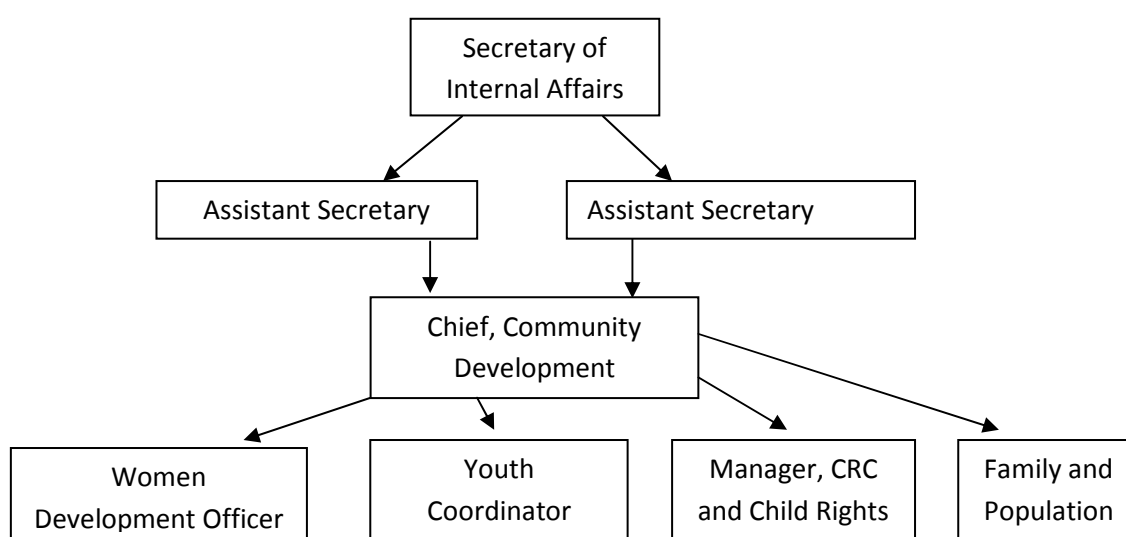 Secretary of
Internal Affairs
Assistant Secretary
Assistant Secretary
Chief, Community
Development
Women
Development Officer
Youth
Coordinator
Manager, CRC
and Child Rights
Family and
Population